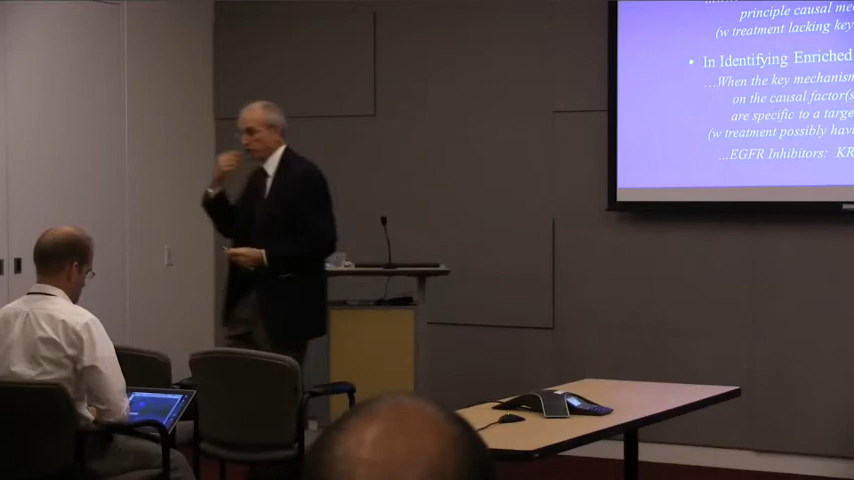 principle causal me
(w treatment lacking key
• In Identifying Enriched
...When the key mechanism
on the causal factor(s
are specific to a targe
(w treatment possibly havi
...EGFR Inhibitors: KR